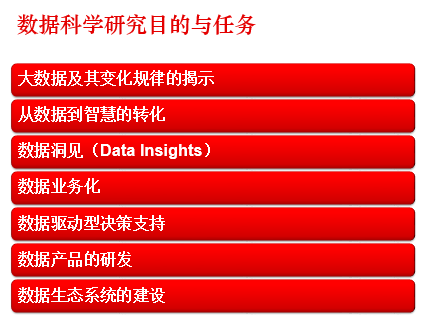 数据科学研究目的与任务
大数据及其变化规律的揭示
从数据到智慧的转化
数据洞见（Data Insights）
数据业务化
数据驱动型决策支持
数据产品的研发
数据生态系统的建设